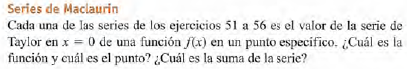 Series de Maclaurin
Cada una de las series de los ejercicios 51 a 56 es el valor de la serie de
Taylor en x = 0 de una función f(x) en un punto específico. ¿Cuál es la
función y cuál es el punto? ¿Cuál es la suma de la serie?